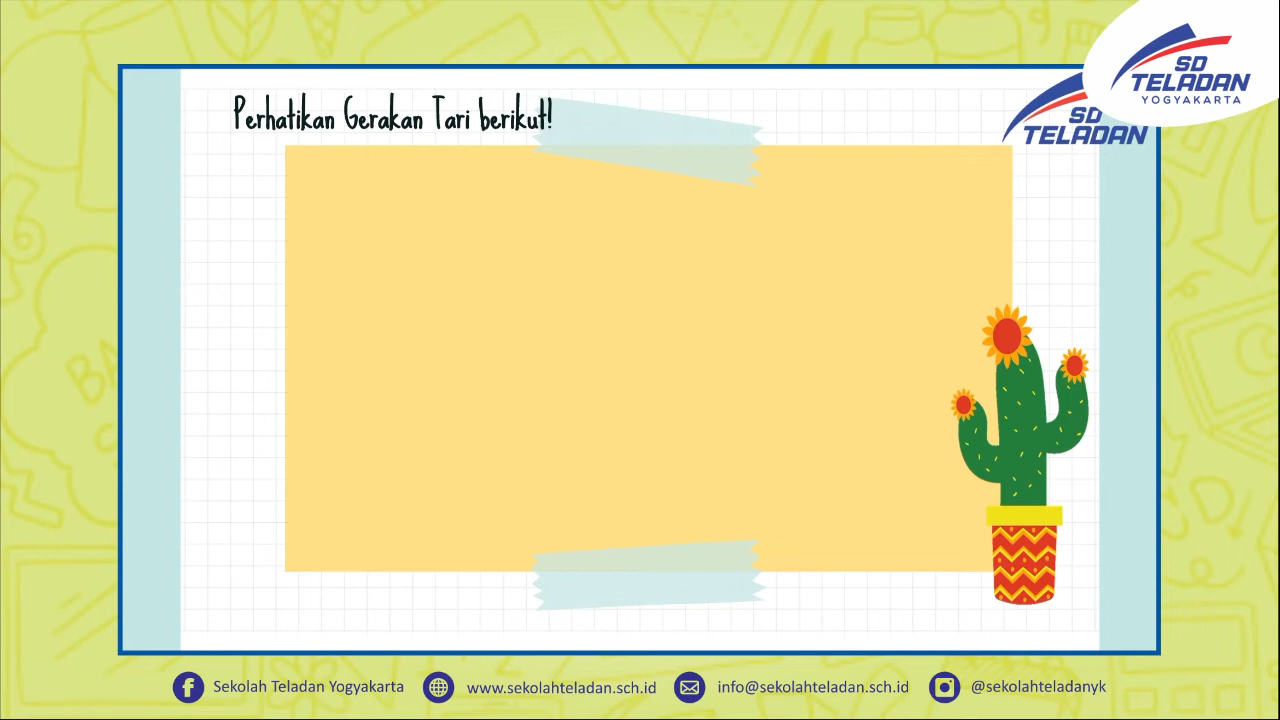 Perhatikan Gerakan Tari berikut!
SD
TELADAN
YOGYAKARTA
SD
TELADAN
Sekolah Teladan Yogyakarta
www.sekolahteladan.sch.id
info@sekolahteladan.sch.id
@sekolahteladanyk